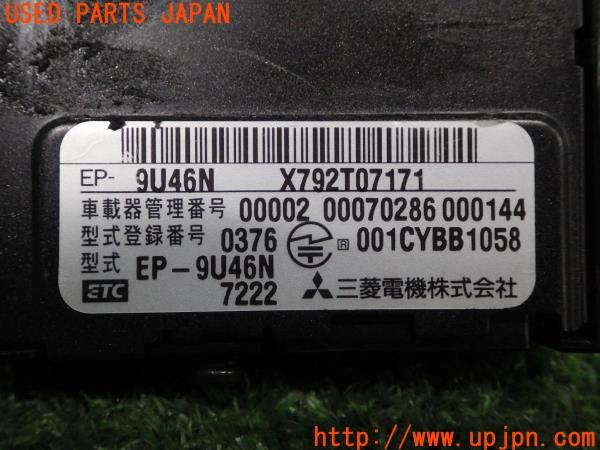 USED PARTS JAPAN
EP- 9U46N X792T07171
車載器管理番号 00002 00070286 000144
型式登録番号 0376 R 001CYBB1058
型式 EP-9U46N
ETC 7222 三菱電機株式会社
http://www.upjpn.com/